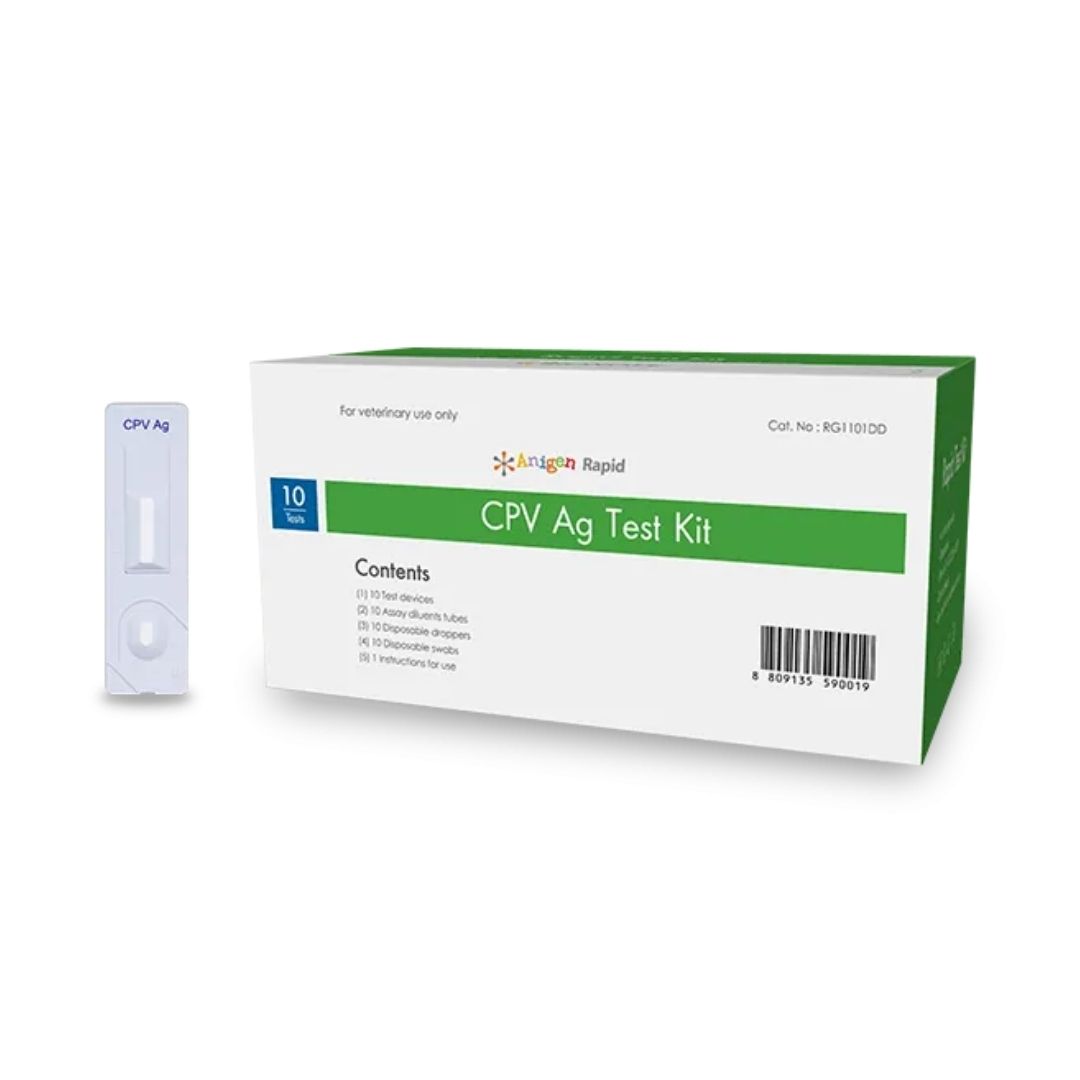 CPV Ag
For veterinary use only
Cat. No : RG1101DD
Anigen Rapid
10
Tests
CPV Ag Test Kit
Contents
(1) 10 Test devices
(2) 10 Assay diluents tubes
(3) 10 Disposable droppers
(4) 10 Disposable swabs
(5) 1 Instructions for use
8 809135 590019